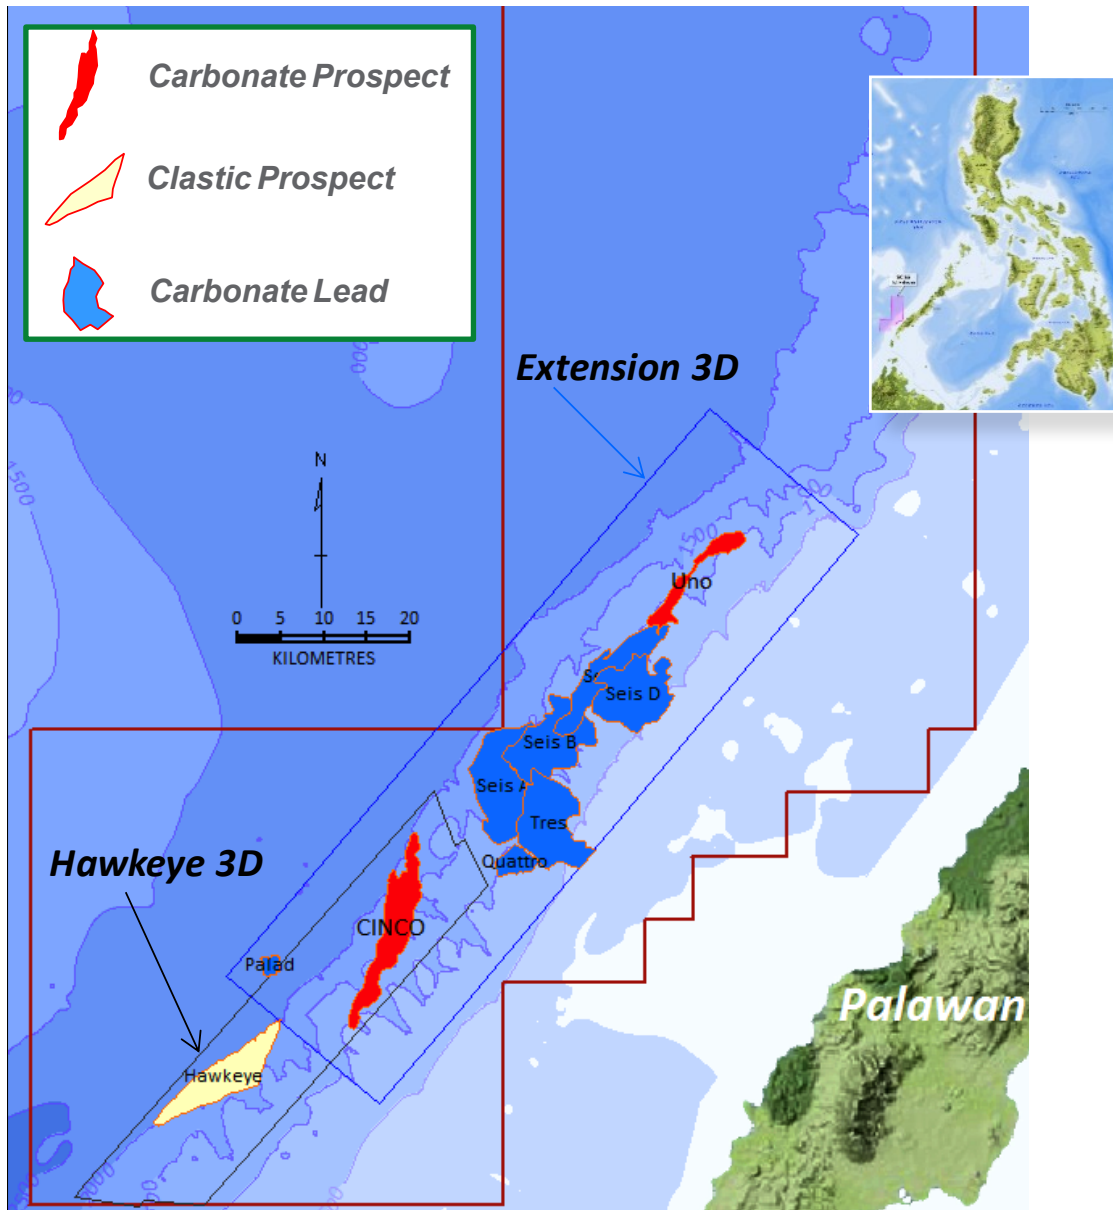 Carbonate Prospect
Clastic Prospect
Carbonate Lead
Extension 3D
N
0 5 10 15 20
KILOMETRES
1500
1500
Uno
Seis D
Seis B
Seis A
Tres
Quattro
Hawkeye 3D
CINCO
Palad
Hawkeye
Palawan